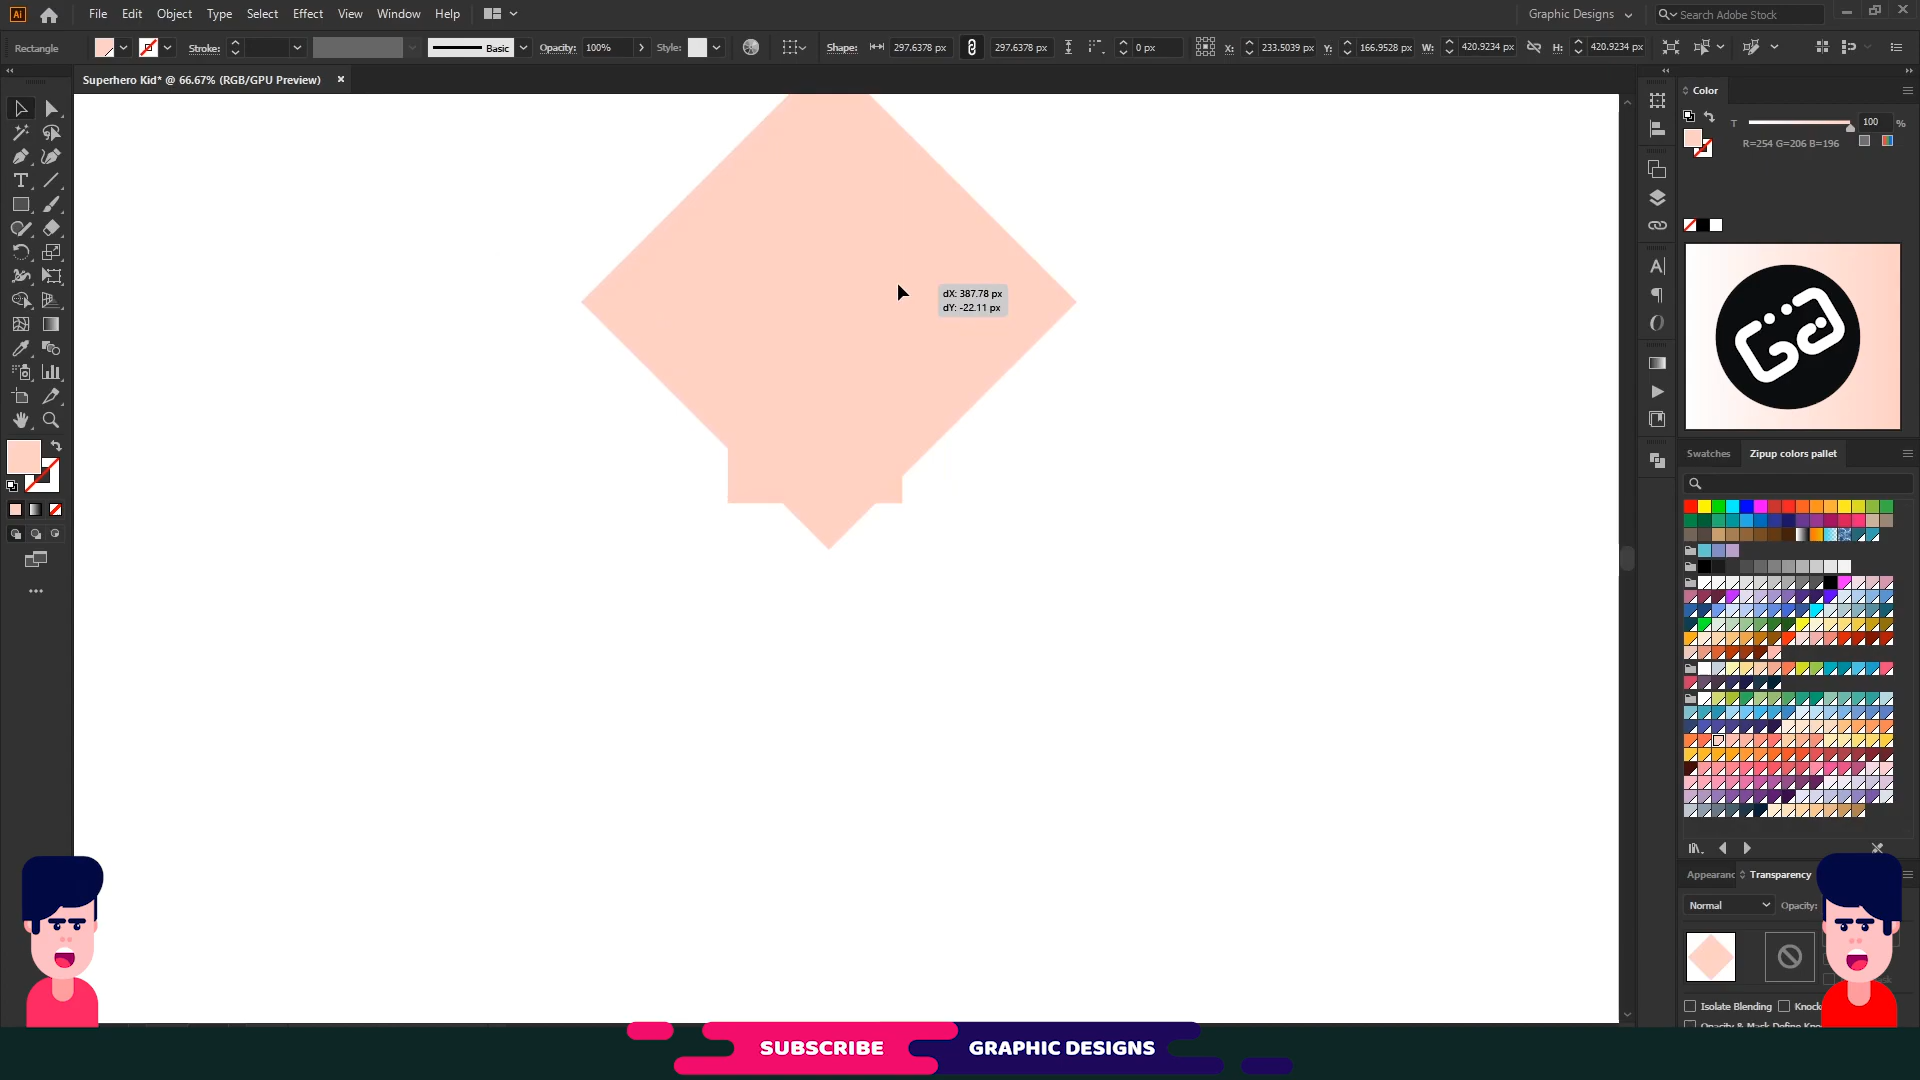 Ai File Edit Object Type Select Effect View Window Help Graphic Designs Search Adobe Stock
Rectangle Stroke: Basic Opacity: 100% Style: Shape: 297.6378 px 297.6378 px 0 px X: 233.5039 px Y: 166.9528 px W: 420.9234 px H: 420.9234 px
Superhero Kid* @ 66.67% (RGB/GPU Preview) ×
Color
T 100 %
R=254 G=206 B=196
dX: 387.78 px
dY: -22.11 px
Swatches Zipup colors pallet
Appearanc Transparency
Normal Opacity:
Isolate Blending Knock
SUBSCRIBE GRAPHIC DESIGNS